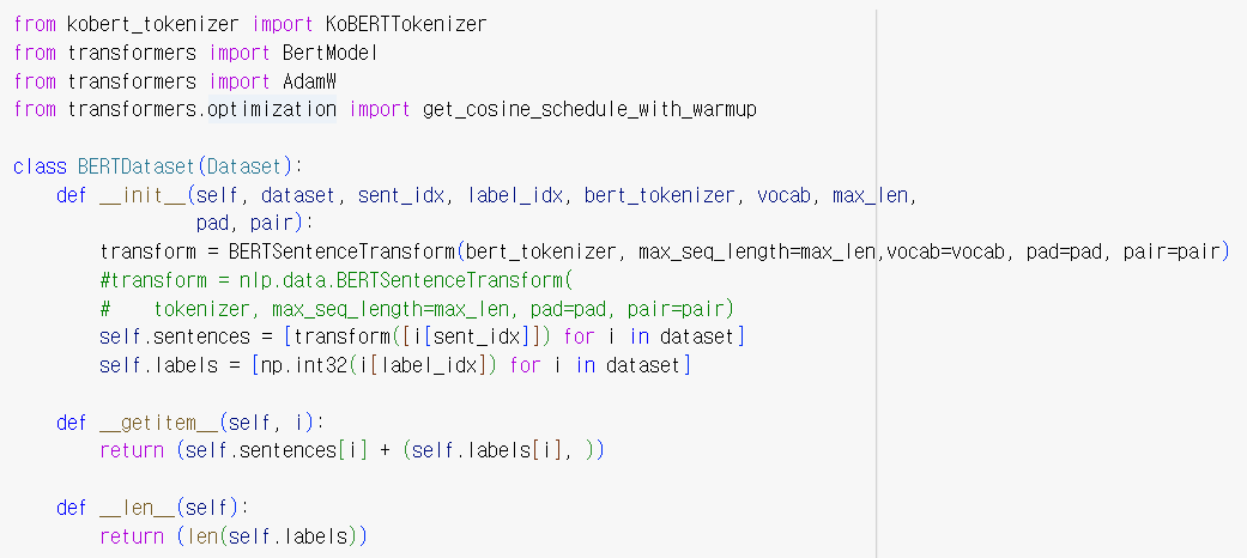 from kobert_tokenizer import KoBERTTokenizer
from transformers import BertModel
from transformers import AdamW
from transformers.optimization import get_cosine_schedule_with_warmup

class BERTDataset(Dataset):
    def __init__(self, dataset, sent_idx, label_idx, bert_tokenizer, vocab, max_len,
                 pad, pair):
        transform = BERTSentenceTransform(bert_tokenizer, max_seq_length=max_len,vocab=vocab, pad=pad, pair=pair)
        #transform = nlp.data.BERTSentenceTransform(
        #    tokenizer, max_seq_length=max_len, pad=pad, pair=pair)
        self.sentences = [transform([i[sent_idx]]) for i in dataset]
        self.labels = [np.int32(i[label_idx]) for i in dataset]

    def __getitem__(self, i):
        return (self.sentences[i] + (self.labels[i], ))

    def __len__(self):
        return (len(self.labels))